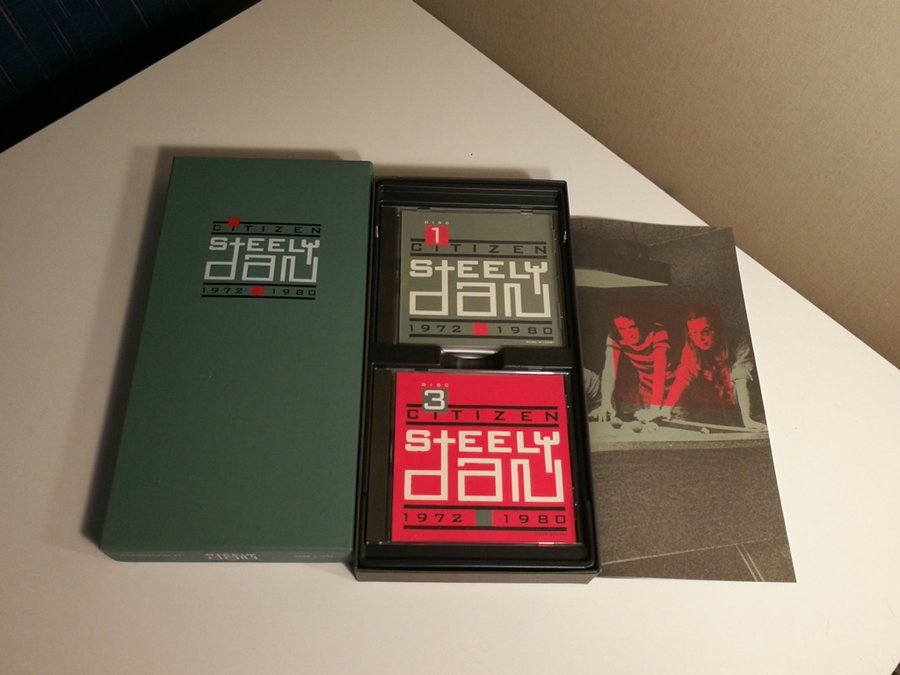 CiTIZEN
STEELY
dan
1972 1980
DISC
1
CiTIZEN
STEELY
dan
1972 1980
DISC
3
CiTIZEN
STEELY
dan
1972 1980